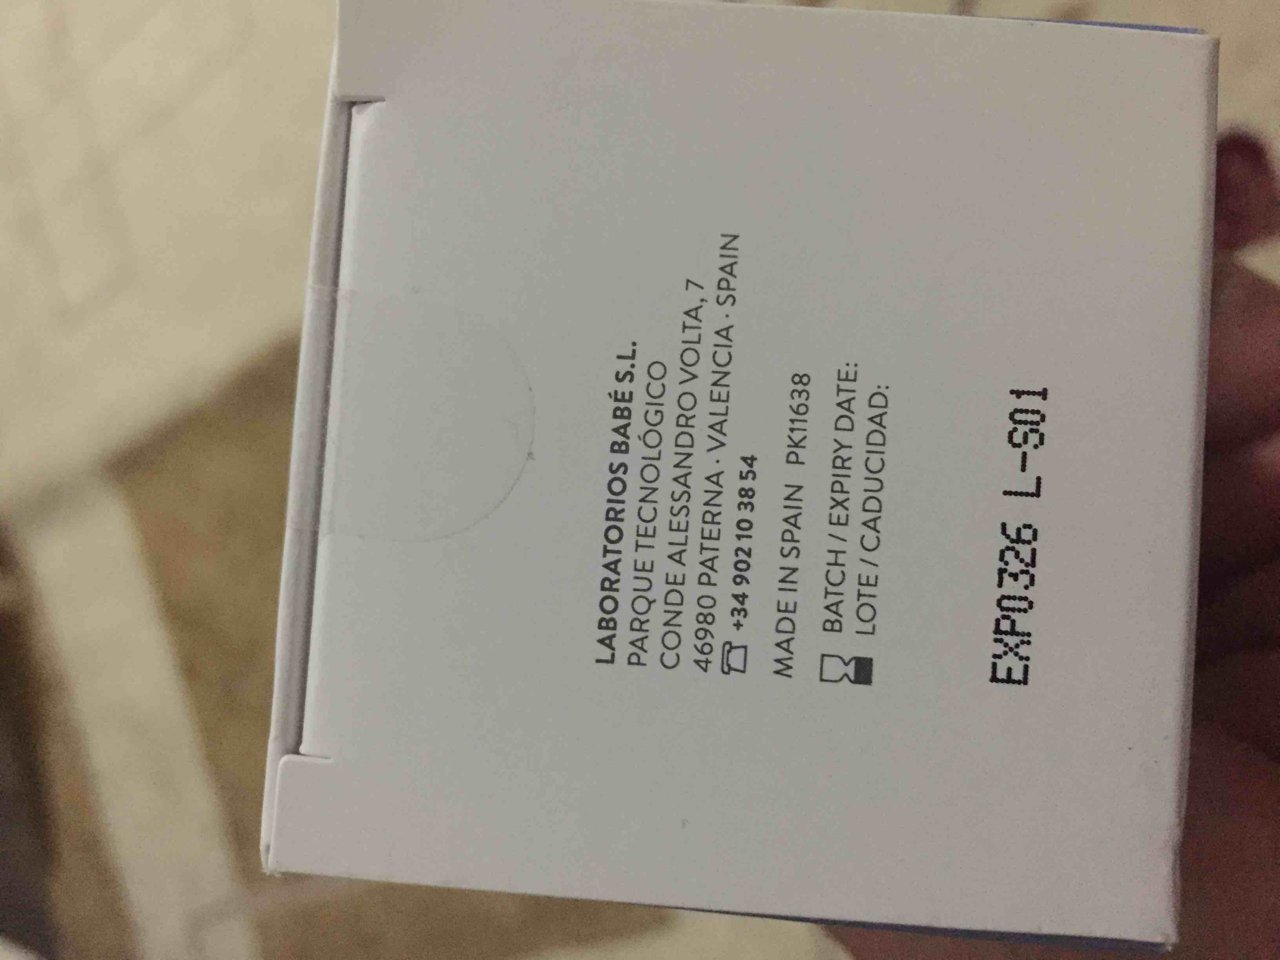 LABORATORIOS BABÉ S.L.
PARQUE TECNOLÓGICO
CONDE ALESSANDRO VOLTA, 7
46980 PATERNA · VALENCIA · SPAIN
+34 902 10 38 54
MADE IN SPAIN PK11638
BATCH / EXPIRY DATE:
LOTE / CADUCIDAD:
EXP0326 L-S01